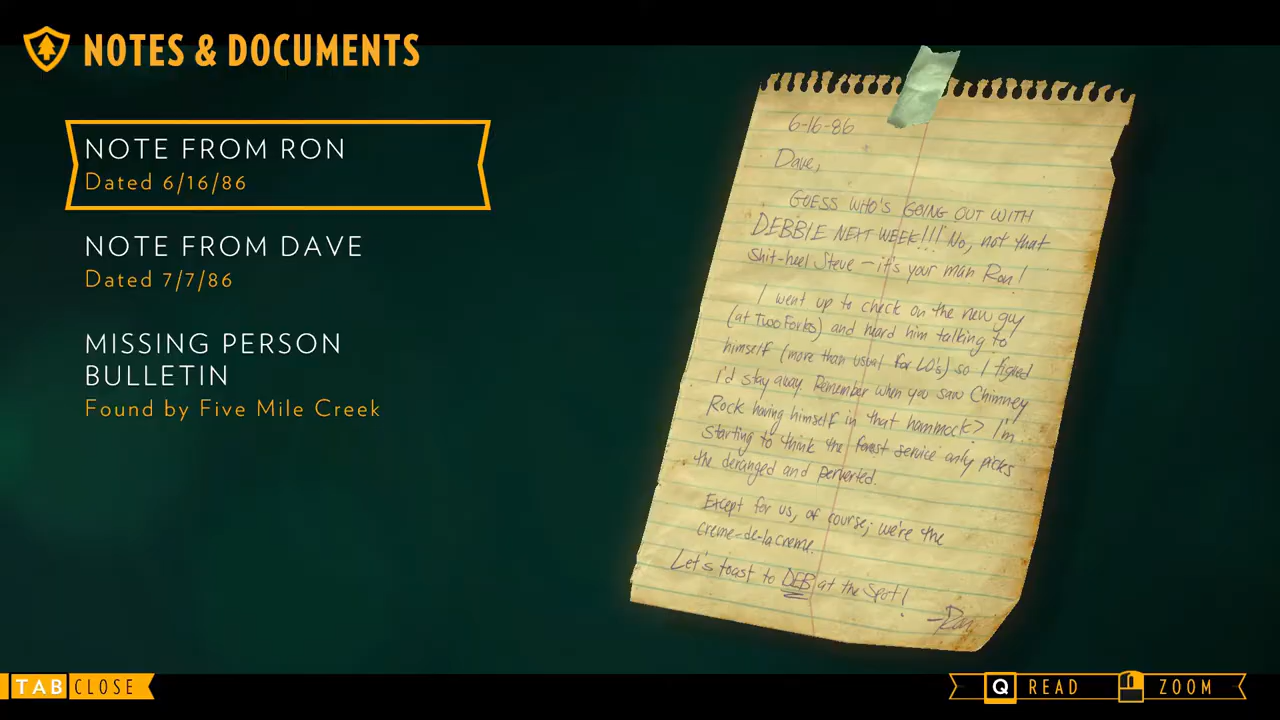 NOTES & DOCUMENTS
NOTE FROM RON
Dated 6/16/86
NOTE FROM DAVE
Dated 7/7/86
MISSING PERSON
BULLETIN
Found by Five Mile Creek
6-16-86
Dave,
GUESS WHO'S GOING OUT WITH
DEBBIE NEXT WEEK!!! No, not that
shit-heel Steve - it's your man Ron!
I went up to check on the new guy
(at Two Forks) and heard him talking to
himself (more than usual for LO's) so I figred
I'd stay away. Remember when you saw Chimney
Rock having himself in that hammock? I'm
starting to think the forest service only picks
the deranged and perverted.
Except for us, of course; we're the
creme-de-la creme.
Let's toast to DEB at the spot!
-Ron
TAB CLOSE
Q READ
ZOOM